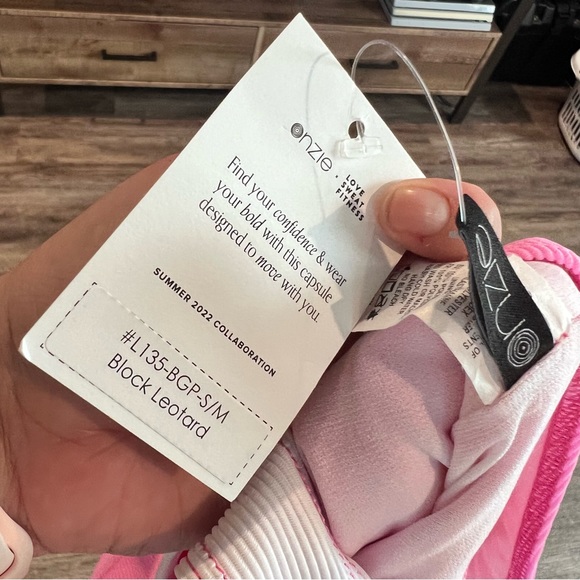 onzie
LOVE
SWEAT
FITNESS
Find your confidence & wear
your bold with this capsule
designed to move with you.
SUMMER 2022 COLLABORATION
#L135-BGP-S/M
Block Leotard
onzie